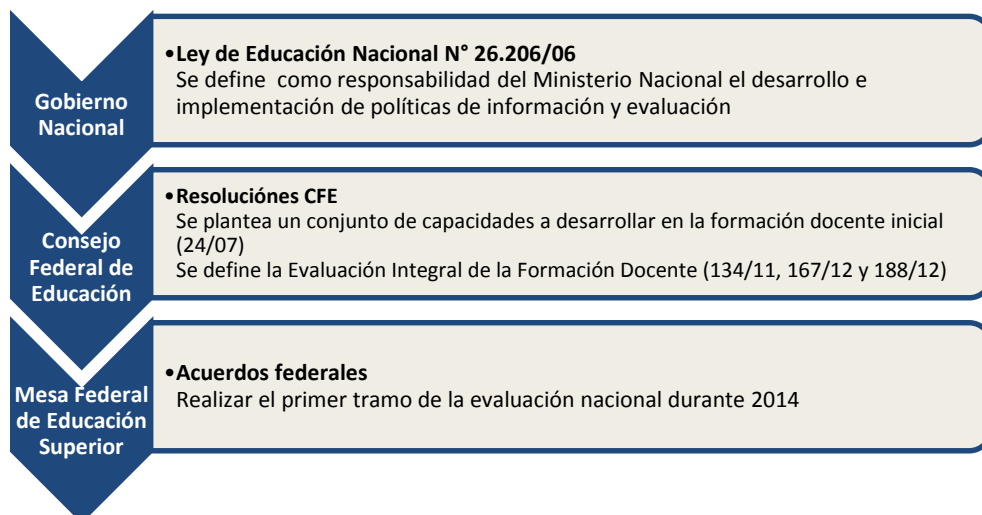 Gobierno
Nacional
•Ley de Educación Nacional N° 26.206/06
Se define como responsabilidad del Ministerio Nacional el desarrollo e
implementación de políticas de información y evaluación
Consejo
Federal de
Educación
•Resoluciónes CFE
Se plantea un conjunto de capacidades a desarrollar en la formación docente inicial
(24/07)
Se define la Evaluación Integral de la Formación Docente (134/11, 167/12 y 188/12)
Mesa Federal
de Educación
Superior
•Acuerdos federales
Realizar el primer tramo de la evaluación nacional durante 2014